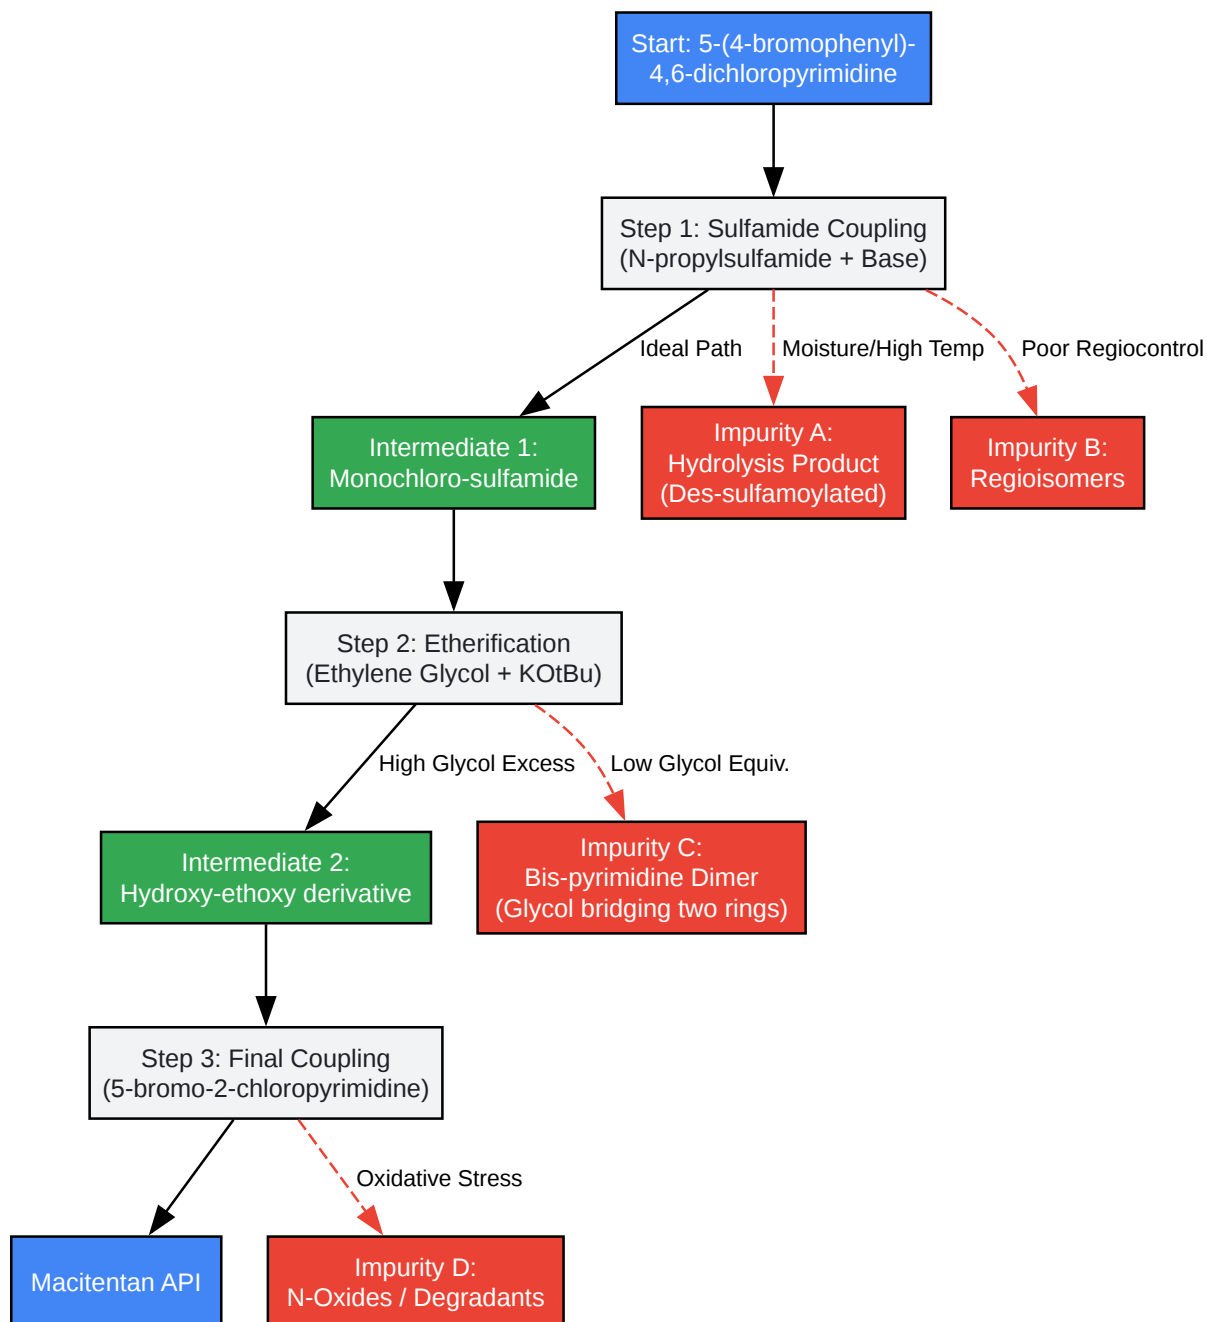 Start: 5-(4-bromophenyl)-
4,6-dichloropyrimidine
Step 1: Sulfamide Coupling
(N-propylsulfamide + Base)
Ideal Path
Moisture/High Temp
Poor Regiocontrol
Intermediate 1:
Monochloro-sulfamide
Impurity A:
Hydrolysis Product
(Des-sulfamoylated)
Impurity B:
Regioisomers
Step 2: Etherification
(Ethylene Glycol + KOtBu)
High Glycol Excess
Low Glycol Equiv.
Intermediate 2:
Hydroxy-ethoxy derivative
Impurity C:
Bis-pyrimidine Dimer
(Glycol bridging two rings)
Step 3: Final Coupling
(5-bromo-2-chloropyrimidine)
Oxidative Stress
Macitentan API
Impurity D:
N-Oxides / Degradants